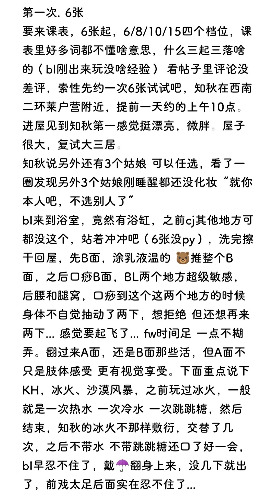 第一次. 6张
要来课表，6张起，6/8/10/15四个档位，课
表里好多词都不懂啥意思，什么三起三落啥
的（bl刚出来玩没啥经验） 看帖子里评论没
差评，索性先约一次6张试试吧，知秋在西南
二环莱户营附近，提前一天约的上午10点。
进屋见到知秋第一感觉挺漂亮，微胖。屋子
很大，复试大三居。
知秋说另外还有3个姑娘 可以任选，看了一
圈发现另外3个姑娘刚睡醒都还没化妆 “就你
本人吧，不选别人了”
bl来到浴室，竟然有浴缸，之前cj其他地方可
都没这个，站着冲冲吧（6张没py），洗完擦
干回屋，先B面，涂乳液温的 🐻推整个B
面，之后口疹B面，BL两个地方超级敏感，
后腰和腿窝，口疹到这个这两个地方的时候
身体不自觉抽动了两下，想拒绝 但还想再来
两下... 感觉要起飞了... fw时间足 一点不糊
弄。翻过来A面，还是B面那些活，但A面不
只是肢体感受 更有视觉享受。下面重点说下
KH、冰火、沙漠风暴，之前玩过冰火，一般
就是一次热水 一次冷水 一次跳跳糖，然后
结束，知秋的冰火不那样敷衍，交替了几
次，之后不带水 不带跳跳糖还口了好一会，
bl早忍不住了，戴☂翻身上来，没几下就出
了，前戏太足后面实在忍不住了...